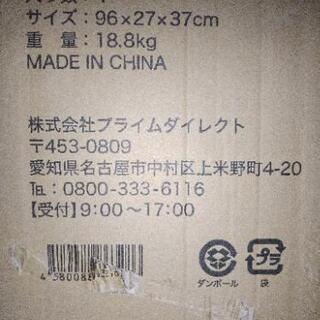 サイズ：96×27×37cm
重 量：18.8kg
MADE IN CHINA
株式会社プライムダイレクト
〒453-0809
愛知県名古屋市中村区上米野町4-20
TEL：0800-333-6116
【受付】9:00～17:00
プラ
ダンボール
袋